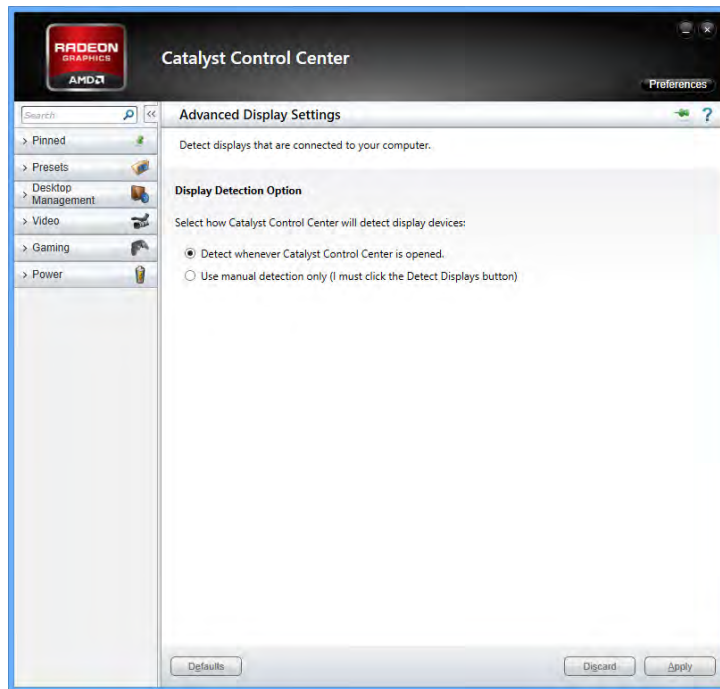 RADEON
GRAPHICS
AMD
Catalyst Control Center
Preferences
Search
<<
Advanced Display Settings
?
> Pinned
Detect displays that are connected to your computer.
> Presets
> Desktop
Management
Display Detection Option
> Video
Select how Catalyst Control Center will detect display devices:
> Gaming
Detect whenever Catalyst Control Center is opened.
> Power
Use manual detection only (I must click the Detect Displays button)
Defaults
Discard
Apply